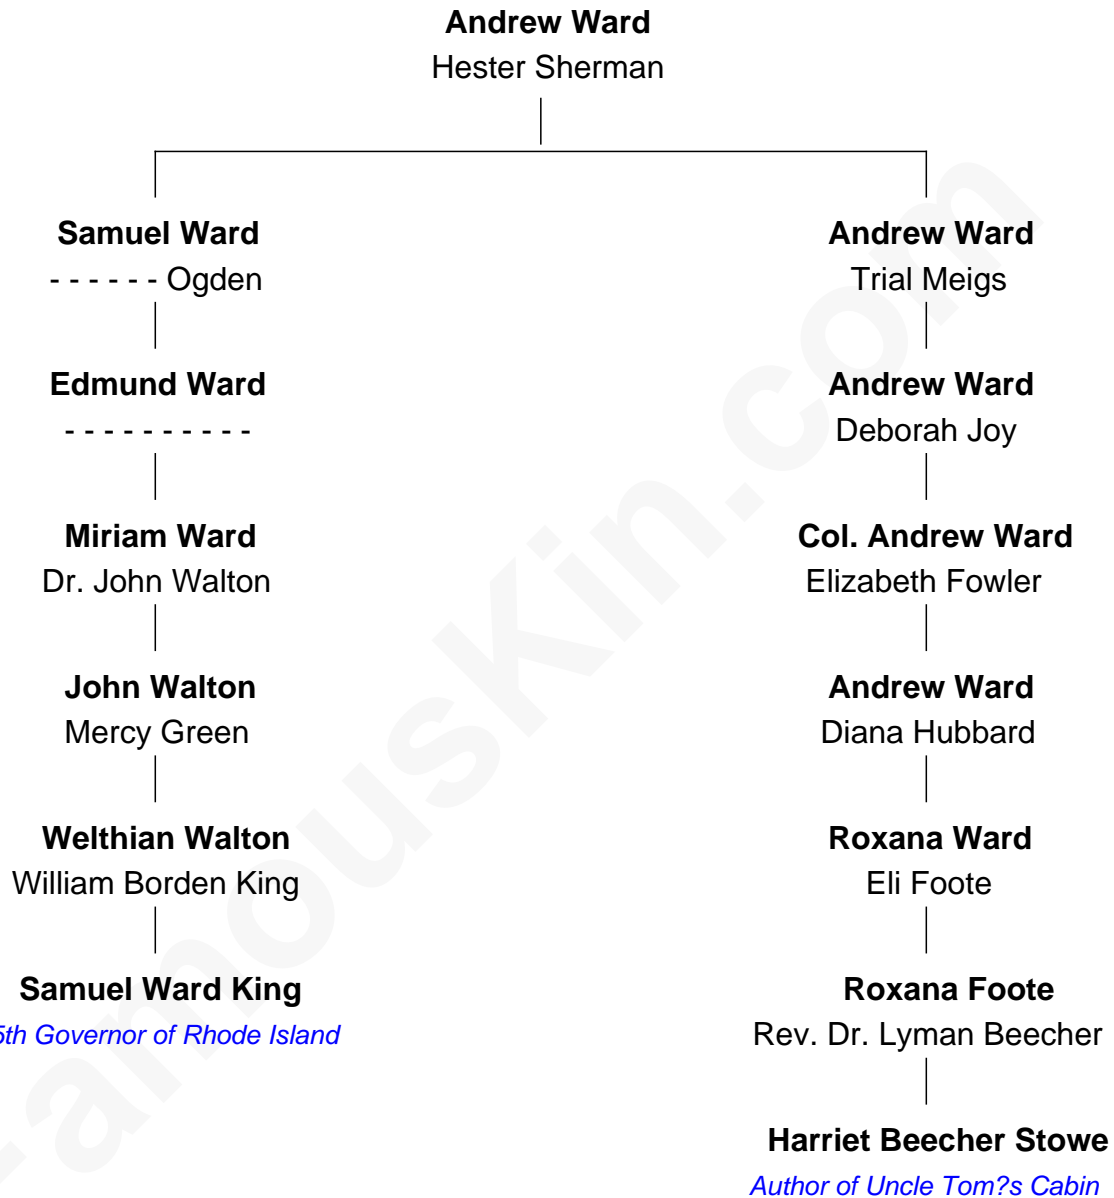 Andrew Ward
Hester Sherman
Samuel Ward
- - - - - - Ogden
Edmund Ward
- - - - - - - - - -
Miriam Ward
Dr. John Walton
John Walton
Mercy Green
Welthian Walton
William Borden King
Samuel Ward King
5th Governor of Rhode Island
Andrew Ward
Trial Meigs
Andrew Ward
Deborah Joy
Col. Andrew Ward
Elizabeth Fowler
Andrew Ward
Diana Hubbard
Roxana Ward
Eli Foote
Roxana Foote
Rev. Dr. Lyman Beecher
Harriet Beecher Stowe
Author of Uncle Tom?s Cabin
FamousKin.com